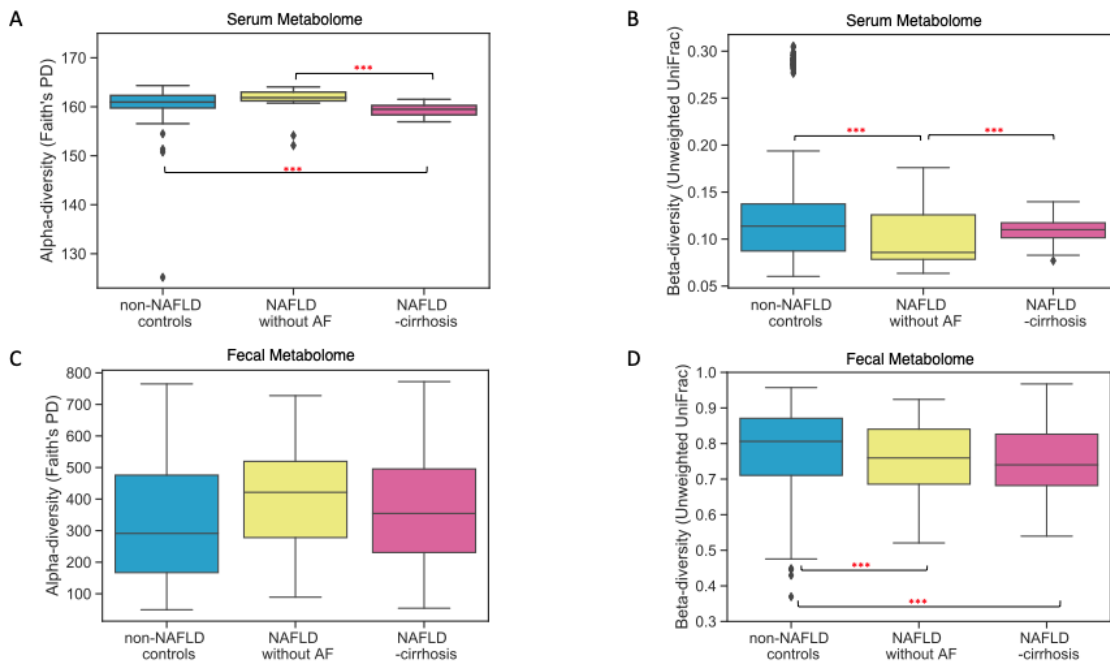 A
Serum Metabolome
Alpha-diversity (Faith's PD)
170
160
150
140
130
***
***
non-NAFLD
controls
NAFLD
without AF
NAFLD
-cirrhosis
B
Serum Metabolome
Beta-diversity (Unweighted UniFrac)
0.30
0.25
0.20
0.15
0.10
0.05
***
***
non-NAFLD
controls
NAFLD
without AF
NAFLD
-cirrhosis
C
Fecal Metabolome
Alpha-diversity (Faith's PD)
800
700
600
500
400
300
200
100
non-NAFLD
controls
NAFLD
without AF
NAFLD
-cirrhosis
D
Fecal Metabolome
Beta-diversity (Unweighted UniFrac)
1.0
0.9
0.8
0.7
0.6
0.5
0.4
0.3
***
***
non-NAFLD
controls
NAFLD
without AF
NAFLD
-cirrhosis